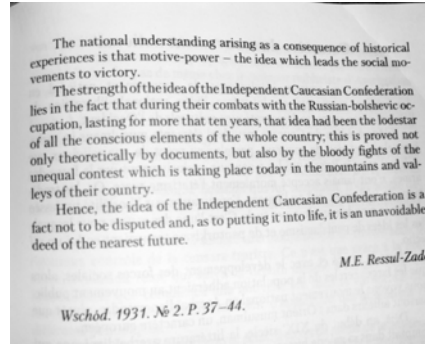 The national understanding arising as a consequence of historical
experiences is that motive-power – the idea which leads the social mo-
vements to victory.
The strength of the idea of the Independent Caucasian Confederation
lies in the fact that during their combats with the Russian-bolshevic oc-
cupation, lasting for more that ten years, that idea had been the lodestar
of all the conscious elements of the whole country; this is proved not
only theoretically by documents, but also by the bloody fights of the
unequal contest which is taking place today in the mountains and val-
leys of their country.
Hence, the idea of the Independent Caucasian Confederation is a
fact not to be disputed and, as to putting it into life, it is an unavoidable
deed of the nearest future.
M.E. Ressul-Zad
Wschód. 1931. № 2. P. 37–44.